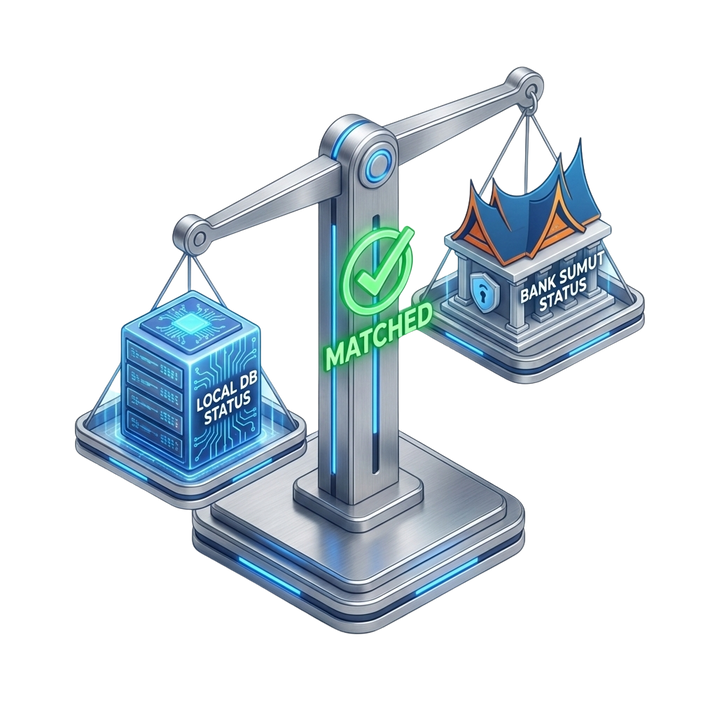 LOCAL DB
STATUS
MATCHED
BANK SUMUT
STATUS